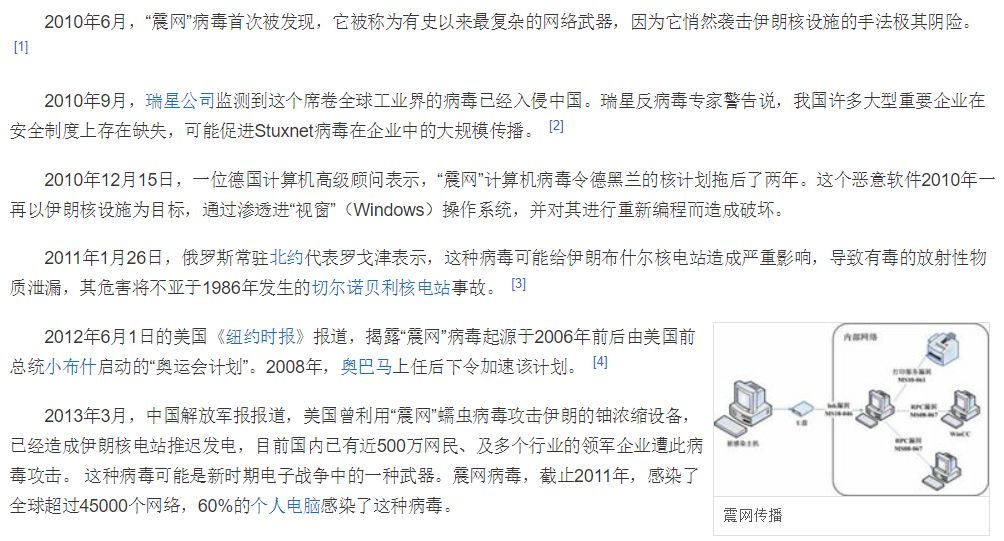 2010年6月，“震网”病毒首次被发现，它被称为有史以来最复杂的网络武器，因为它悄然袭击伊朗核设施的手法极其阴险。
[1]
2010年9月，瑞星公司监测到这个席卷全球工业界的病毒已经入侵中国。瑞星反病毒专家警告说，我国许多大型重要企业在
安全制度上存在缺失，可能促进Stuxnet病毒在企业中的大规模传播。 [2]
2010年12月15日，一位德国计算机高级顾问表示，“震网”计算机病毒令德黑兰的核计划拖后了两年。这个恶意软件2010年一
再以伊朗核设施为目标，通过渗透进“视窗”（Windows）操作系统，并对其进行重新编程而造成破坏。
2011年1月26日，俄罗斯常驻北约代表罗戈津表示，这种病毒可能给伊朗布什尔核电站造成严重影响，导致有毒的放射性物
质泄漏，其危害将不亚于1986年发生的切尔诺贝利核电站事故。 [3]
2012年6月1日的美国《纽约时报》报道，揭露“震网”病毒起源于2006年前后由美国前
总统小布什启动的“奥运会计划”。2008年，奥巴马上任后下令加速该计划。 [4]
2013年3月，中国解放军报报道，美国曾利用“震网”蠕虫病毒攻击伊朗的铀浓缩设备，
已经造成伊朗核电站推迟发电，目前国内已有近500万网民、及多个行业的领军企业遭此病
毒攻击。 这种病毒可能是新时期电子战争中的一种武器。震网病毒，截止2011年，感染了
全球超过45000个网络，60%的个人电脑感染了这种病毒。
内部网络
打印服务漏洞
MS10-061
lnk漏洞
MS10-046
RPC漏洞
MS08-067
U盘
被感染主机
WinCC
RPC漏洞
MS08-067
震网传播